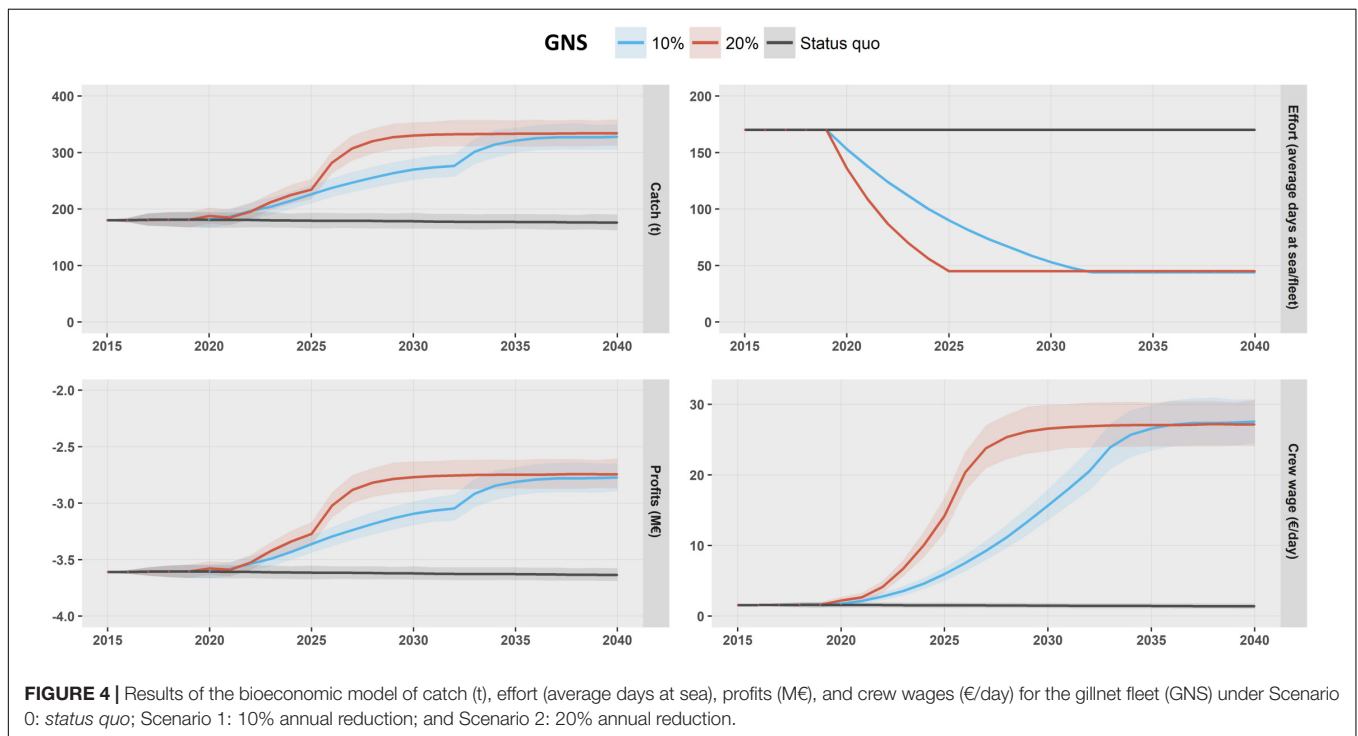 GNS 10% 20% Status quo
400
300
200
100
0
2015 2020 2025 2030 2035 2040
Catch (t)
200
150
100
50
0
2015 2020 2025 2030 2035 2040
Effort (average days at sea/fleet)
-2.0
-2.5
-3.0
-3.5
-4.0
2015 2020 2025 2030 2035 2040
Profits (M€)
30
20
10
0
2015 2020 2025 2030 2035 2040
Crew wage (€/day)
FIGURE 4 | Results of the bioeconomic model of catch (t), effort (average days at sea), profits (M€), and crew wages (€/day) for the gillnet fleet (GNS) under Scenario
0: status quo; Scenario 1: 10% annual reduction; and Scenario 2: 20% annual reduction.